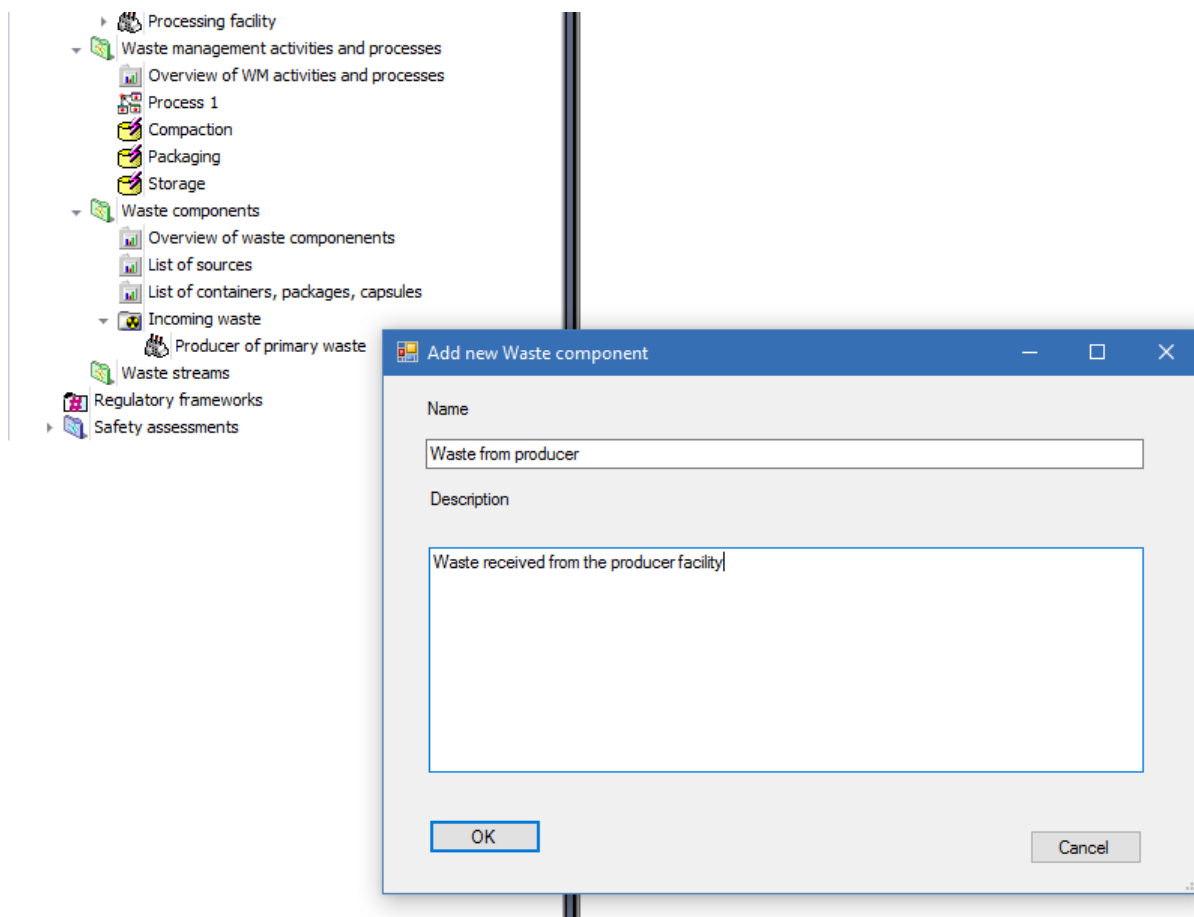 Processing facility
Waste management activities and processes
Overview of WM activities and processes
Process 1
Compaction
Packaging
Storage
Waste components
Overview of waste componenents
List of sources
List of containers, packages, capsules
Incoming waste
Producer of primary waste
Waste streams
Regulatory frameworks
Safety assessments
Add new Waste component
Name
Waste from producer
Description
Waste received from the producer facility
OK
Cancel